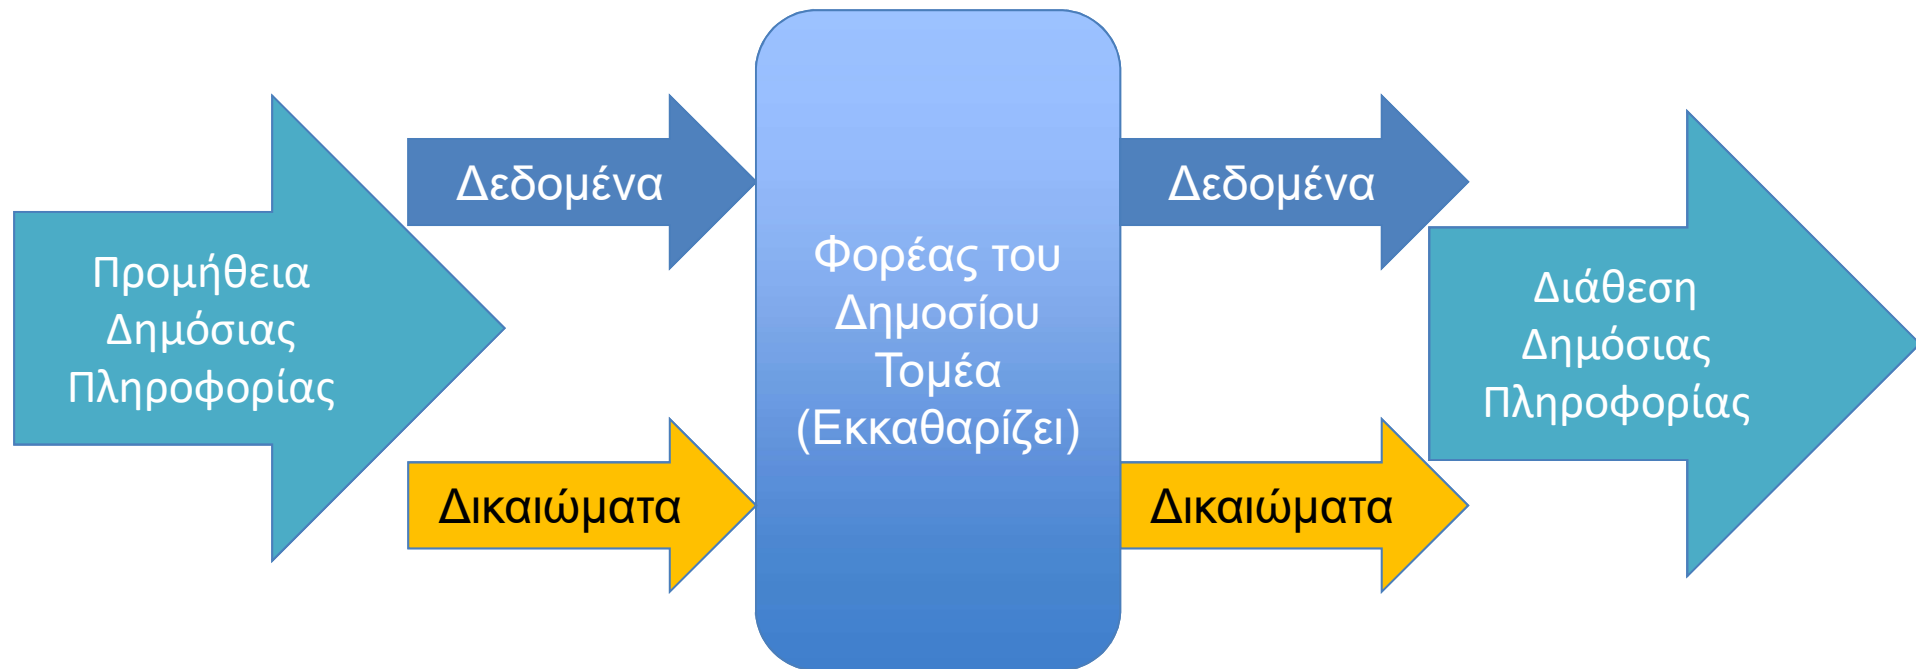 Προμήθεια
Δημόσιας
Πληροφορίας
Δεδομένα
Δικαιώματα
Φορέας του
Δημοσίου
Τομέα
(Εκκαθαρίζει)
Δεδομένα
Δικαιώματα
Διάθεση
Δημόσιας
Πληροφορίας